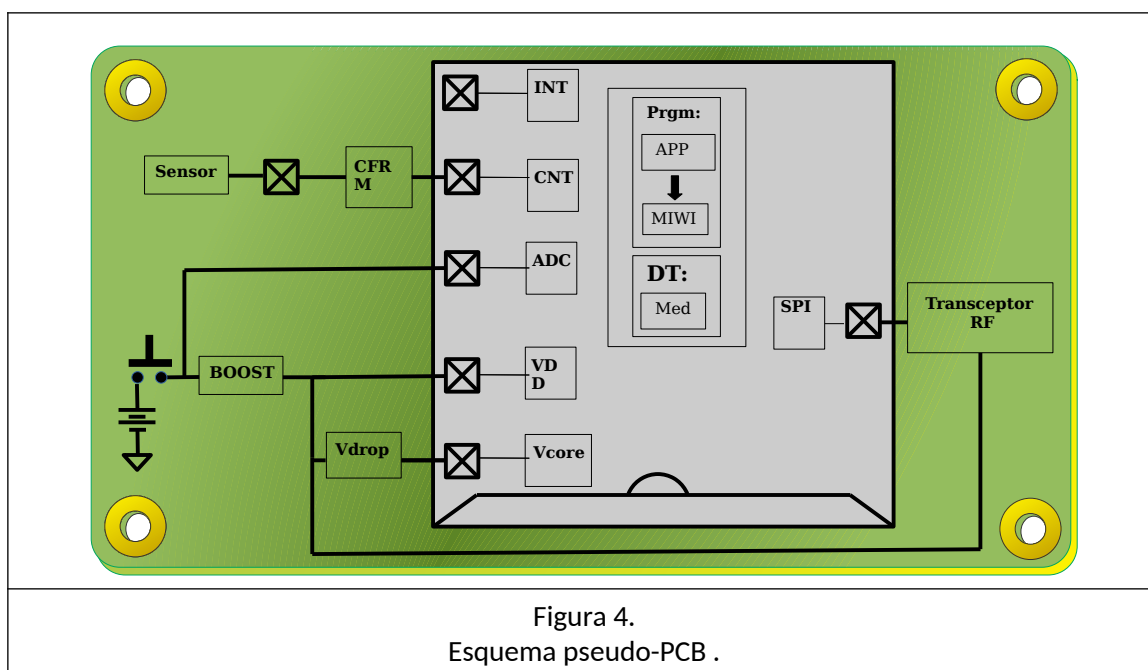 INT
Prgm:
APP
MIWI
Sensor
CFR
M
CNT
ADC
DT:
Med
SPI
Transceptor
RF
BOOST
VD
D
Vdrop
Vcore
Figura 4.
Esquema pseudo-PCB .